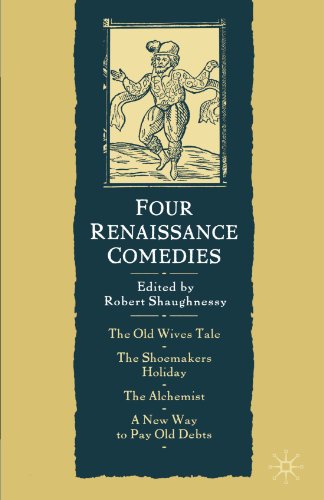 FOUR
RENAISSANCE
COMEDIES
Edited by
Robert Shaughnessy
The Old Wives Tale
The Shoemakers
Holiday
The Alchemist
A New Way
to Pay Old Debts